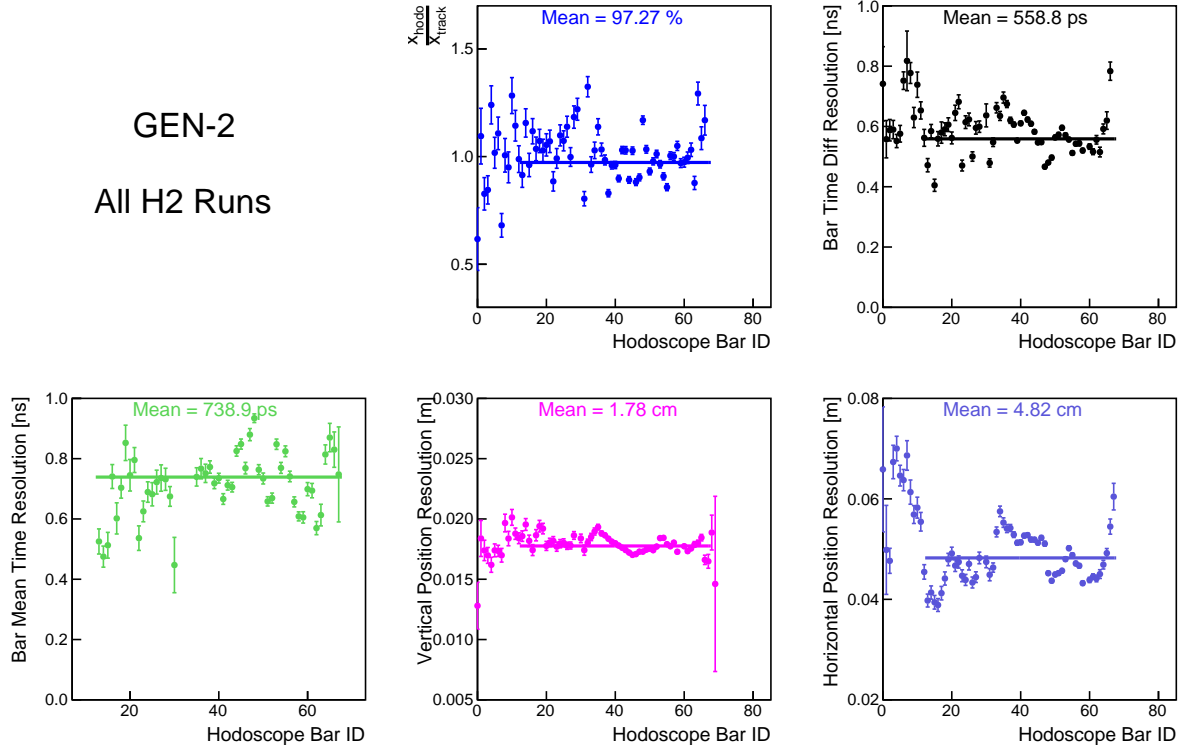 GEN-2
All H2 Runs
Mean = 97.27 %
x_hodo
x_track
1.5
1.0
0.5
0 20 40 60 80
Hodoscope Bar ID
Mean = 558.8 ps
Bar Time Diff Resolution [ns]
1.0
0.8
0.6
0.4
0.2
0.0
0 20 40 60 80
Hodoscope Bar ID
Mean = 738.9 ps
Bar Mean Time Resolution [ns]
1.0
0.8
0.6
0.4
0.2
0.0
20 40 60
Hodoscope Bar ID
Mean = 1.78 cm
Vertical Position Resolution [m]
0.030
0.025
0.020
0.015
0.010
0.005
0 20 40 60 80
Hodoscope Bar ID
Mean = 4.82 cm
Horizontal Position Resolution [m]
0.08
0.06
0.04
0.02
0 20 40 60 80
Hodoscope Bar ID